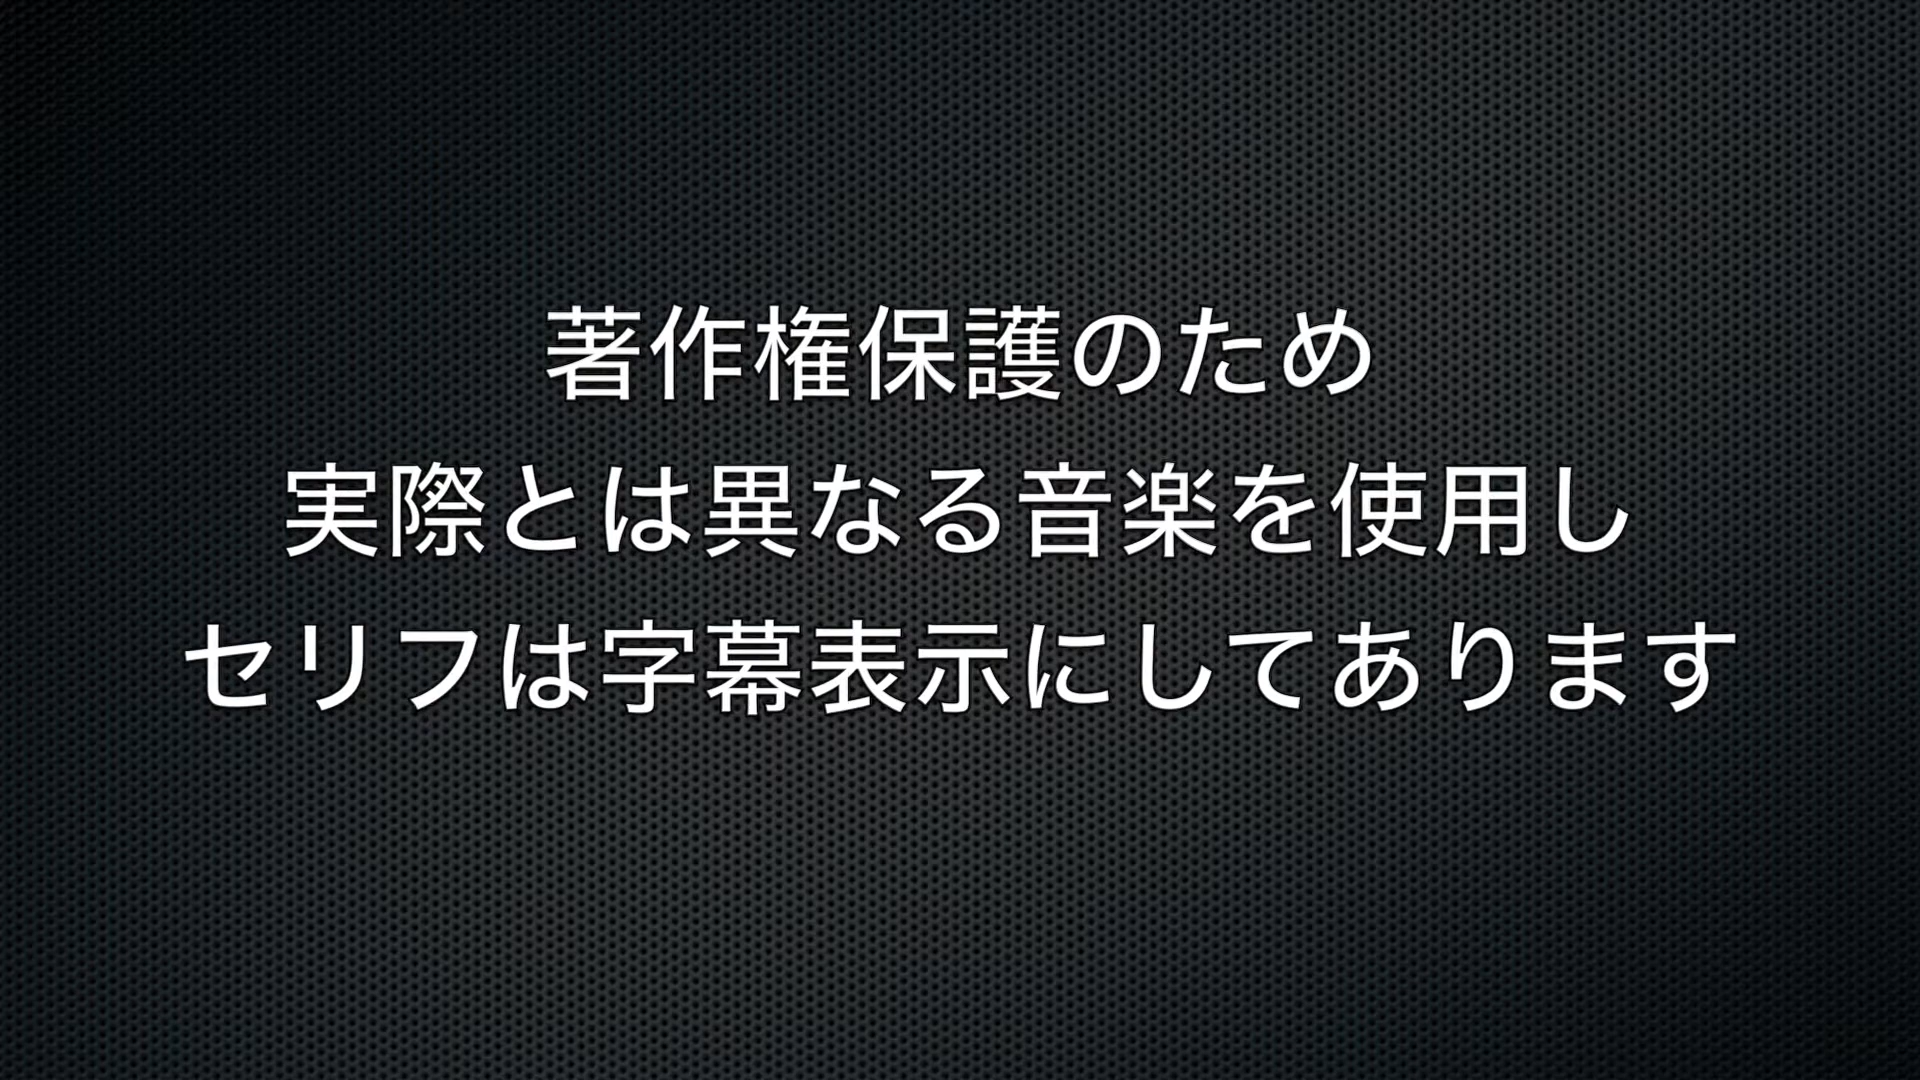 著作権保護のため
実際とは異なる音楽を使用し
セリフは字幕表示にしてあります